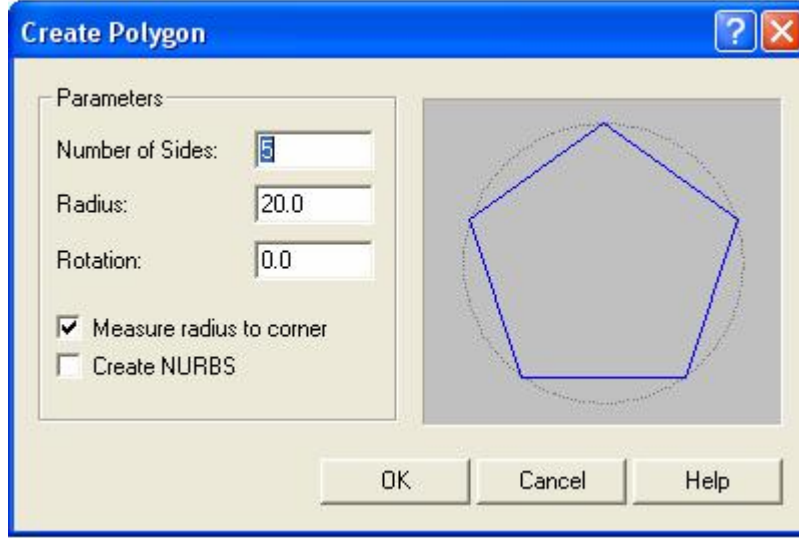 Create Polygon
Parameters
Number of Sides: 5
Radius: 20.0
Rotation: 0.0
Measure radius to corner
Create NURBS
OK Cancel Help